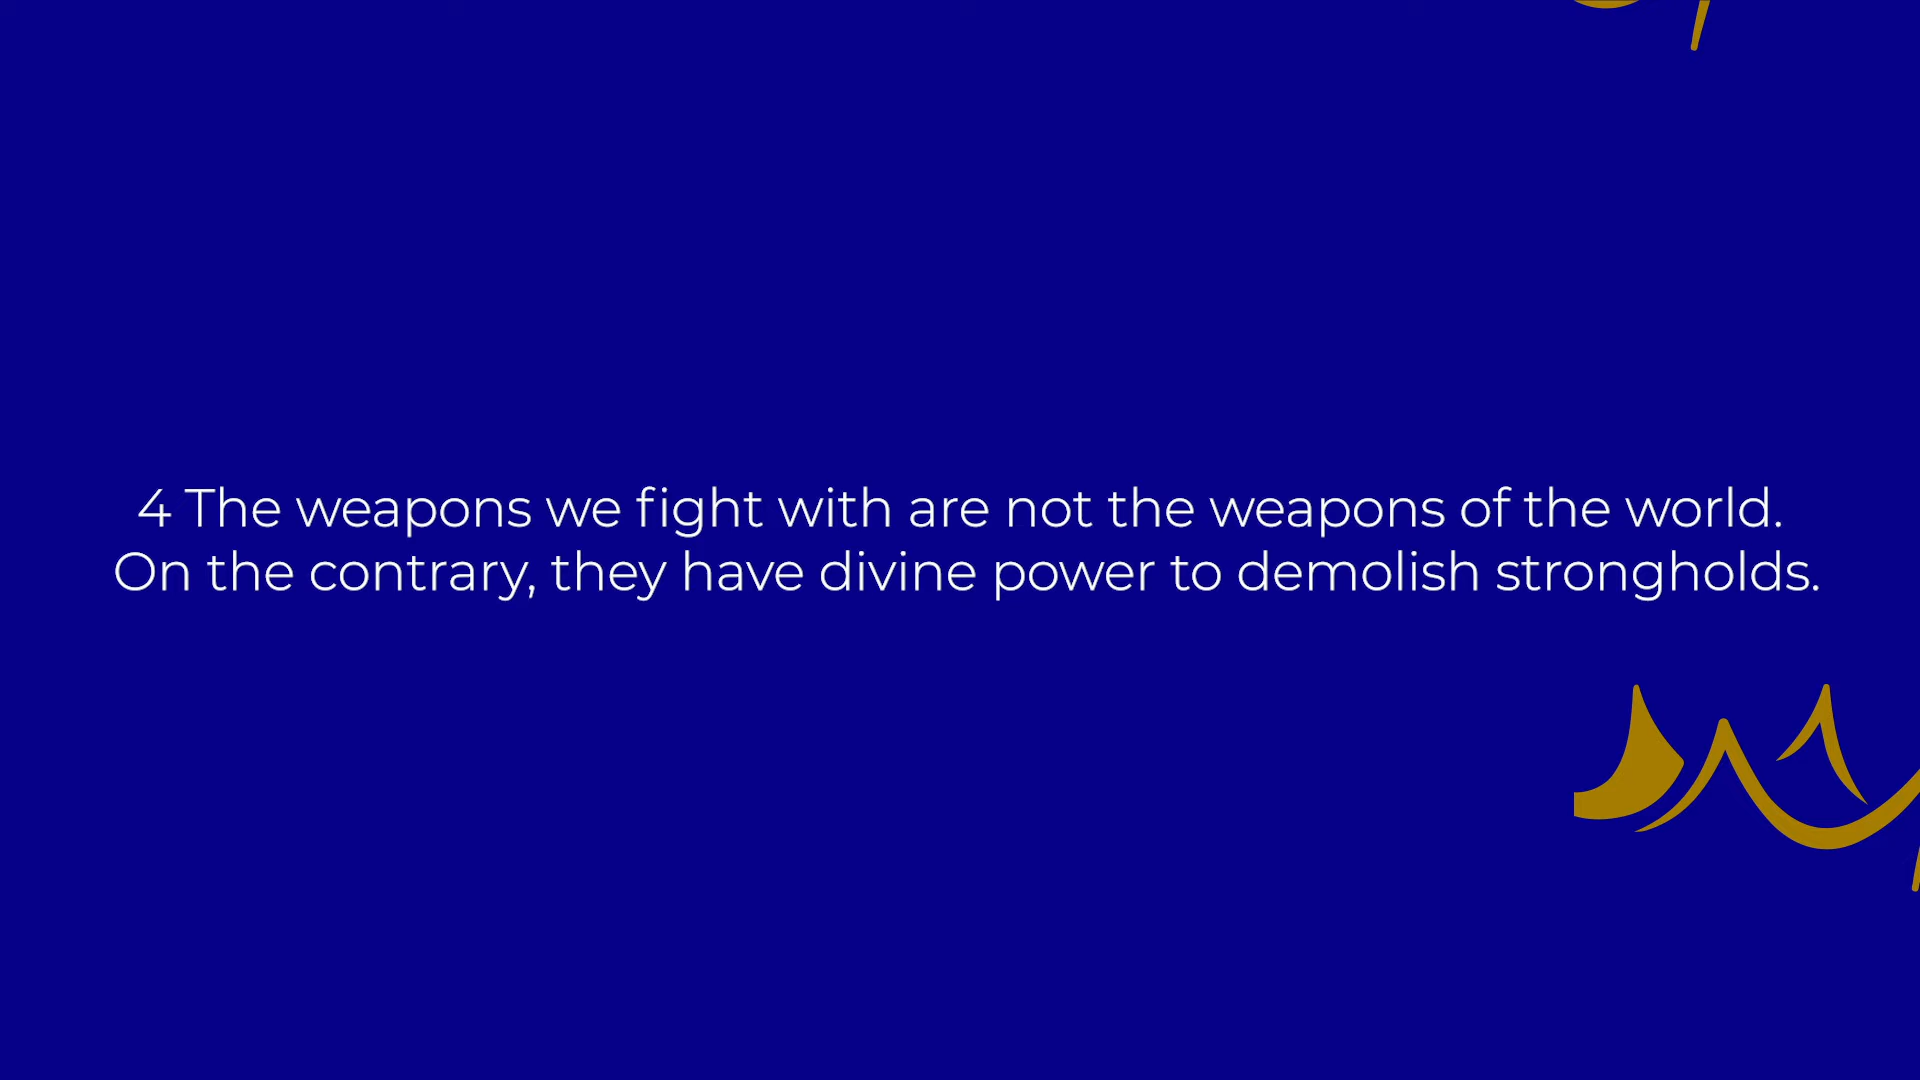 4 The weapons we fight with are not the weapons of the world.
On the contrary, they have divine power to demolish strongholds.